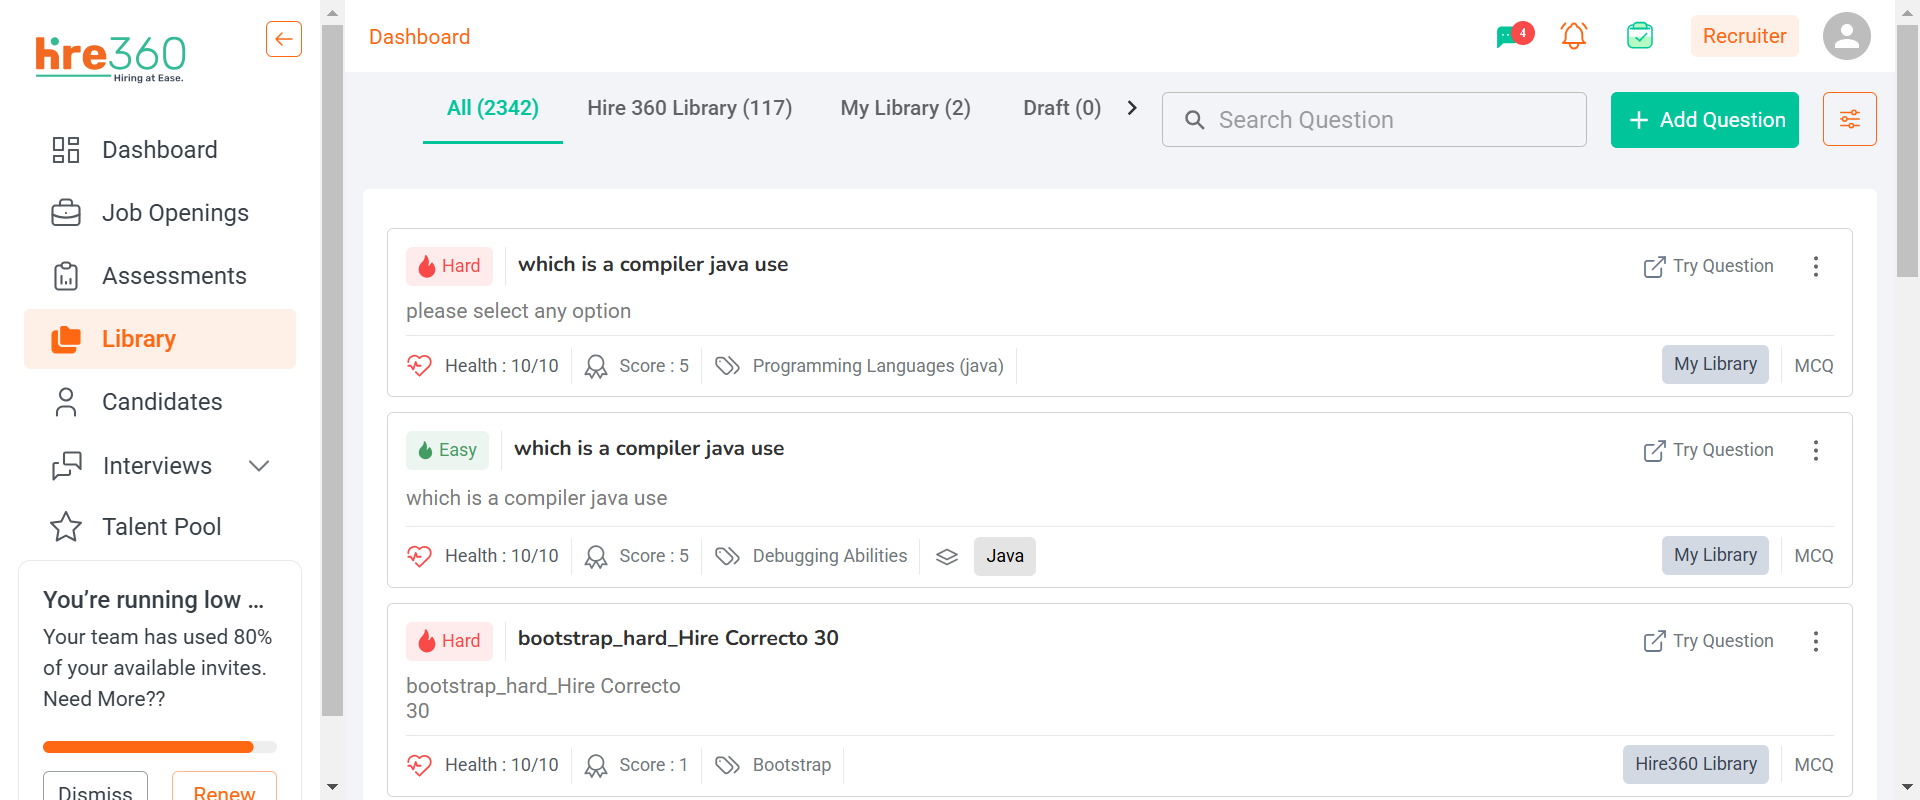 hire360
Hiring at Ease.
Dashboard
4
Recruiter
Dashboard
Job Openings
Assessments
Library
Candidates
Interviews
Talent Pool
You’re running low ...
Your team has used 80%
of your available invites.
Need More??
Dismiss
Renew
All (2342)
Hire 360 Library (117)
My Library (2)
Draft (0)
Search Question
Add Question
Hard
which is a compiler java use
Try Question
please select any option
Health : 10/10
Score : 5
Programming Languages (java)
My Library
MCQ
Easy
which is a compiler java use
Try Question
which is a compiler java use
Health : 10/10
Score : 5
Debugging Abilities
Java
My Library
MCQ
Hard
bootstrap_hard_Hire Correcto 30
Try Question
bootstrap_hard_Hire Correcto
30
Health : 10/10
Score : 1
Bootstrap
Hire360 Library
MCQ